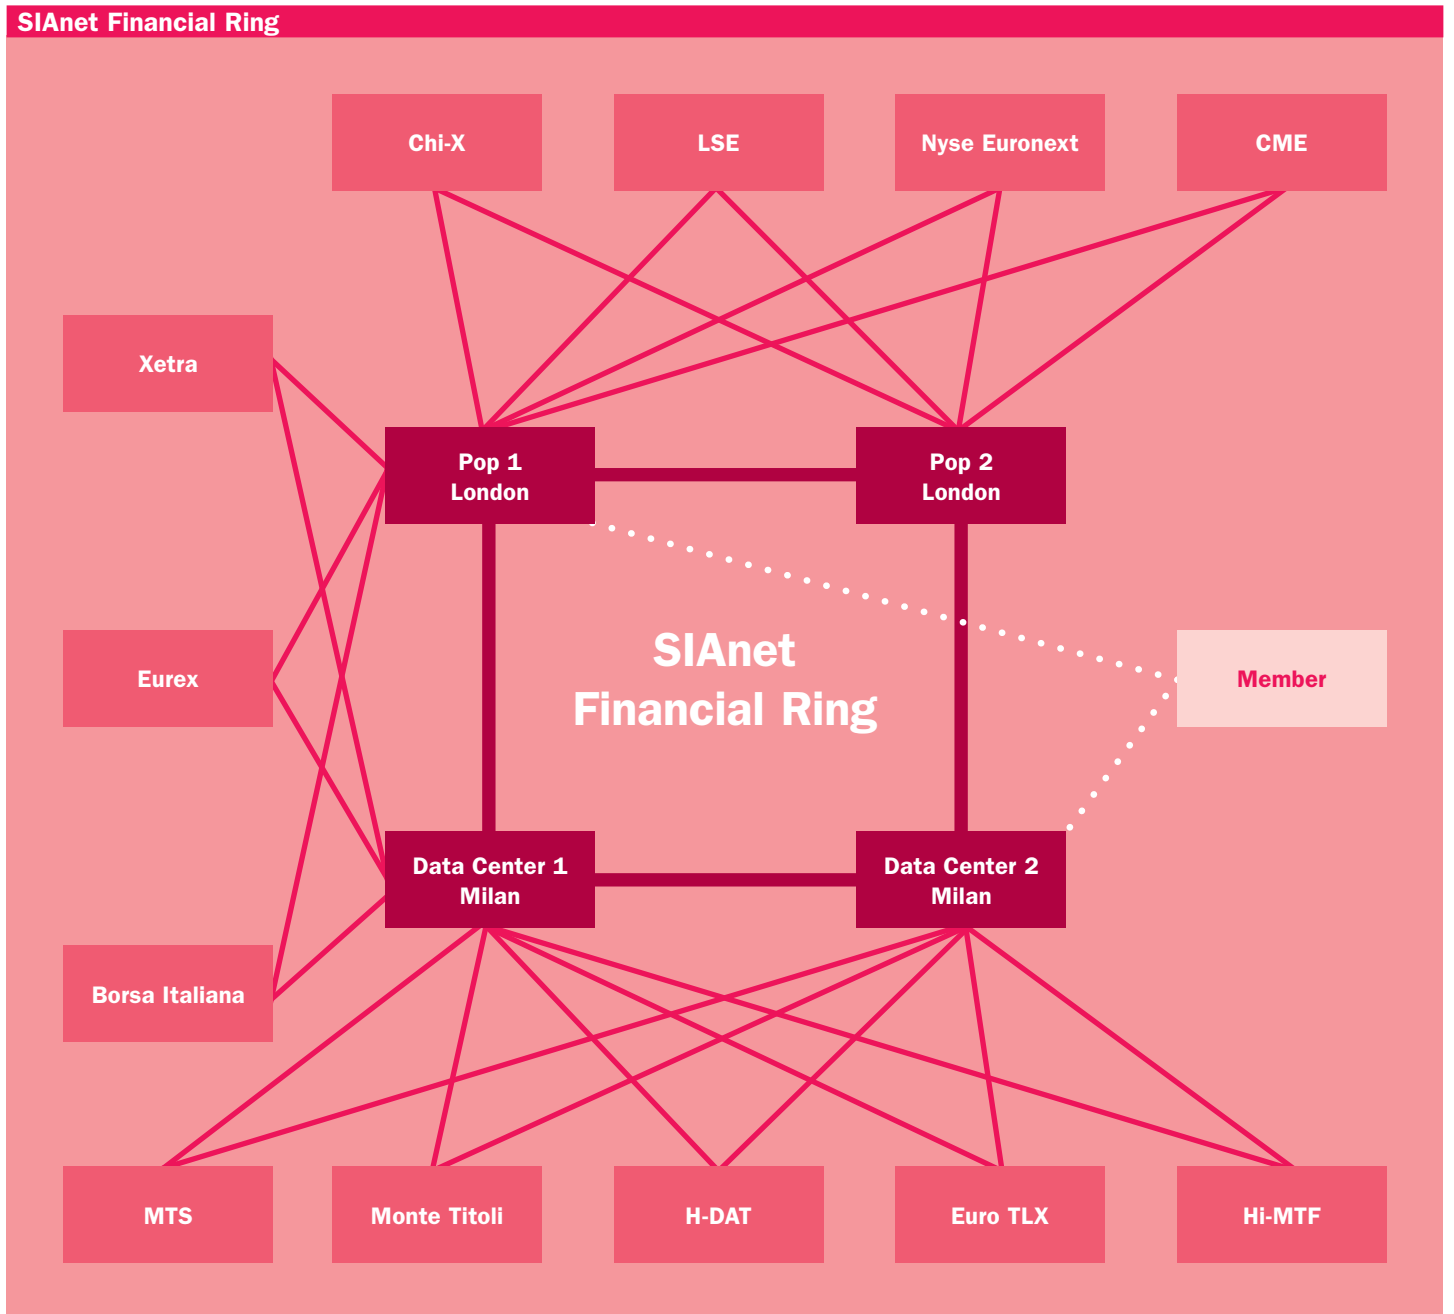 SIAnet Financial Ring
Chi-X
LSE
Nyse Euronext
CME
Xetra
Pop 1
London
Pop 2
London
SIAnet
Financial Ring
Eurex
Member
Data Center 1
Milan
Data Center 2
Milan
Borsa Italiana
MTS
Monte Titoli
H-DAT
Euro TLX
Hi-MTF